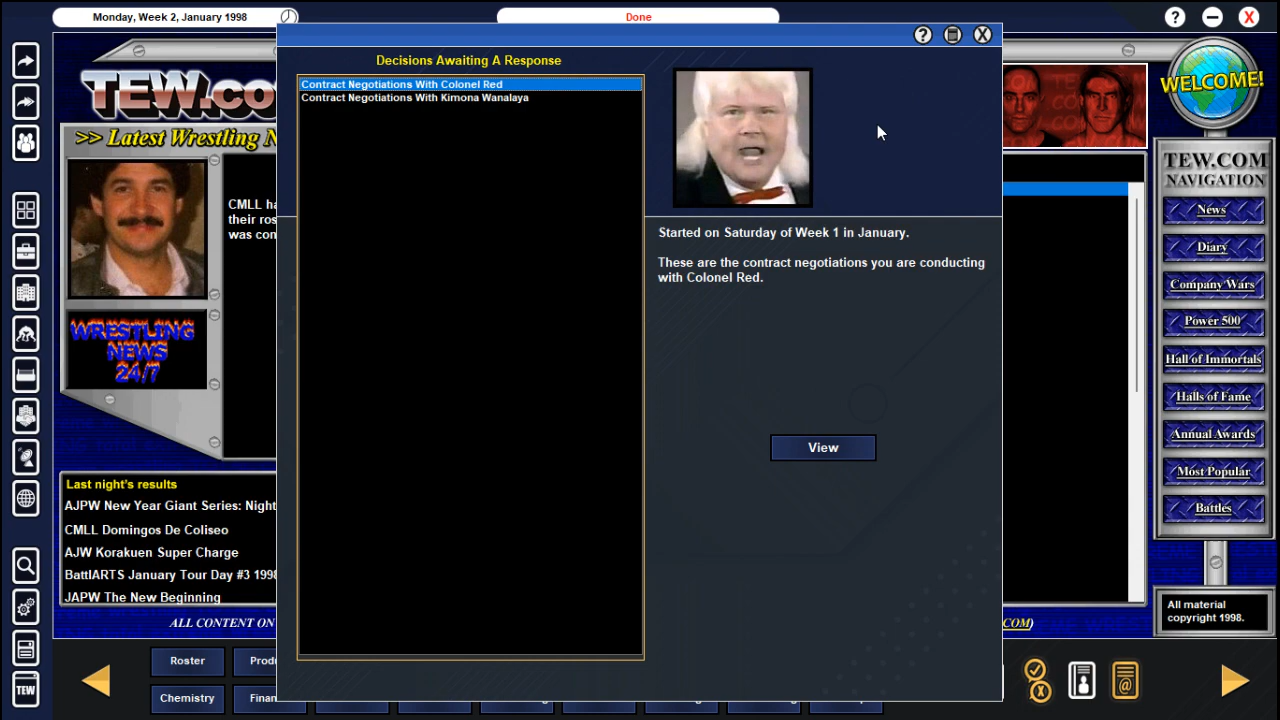 Monday, Week 2, January 1998
Done
Decisions Awaiting A Response
Contract Negotiations With Colonel Red
Contract Negotiations With Kimona Wanalaya
Started on Saturday of Week 1 in January.
These are the contract negotiations you are conducting
with Colonel Red.
View
TEW.co
>> Latest Wrestling N
CMLL ha
their ros
was con
WRESTLING
NEWS
24/7
Last night's results
AJPW New Year Giant Series: Night
CMLL Domingos De Coliseo
AJW Korakuen Super Charge
BattlARTS January Tour Day #3 1998
JAPW The New Beginning
ALL CONTENT ON
COM)
WELCOME!
TEW.COM
NAVIGATION
News
Diary
Company Wars
Power 500
Hall of Immortals
Halls of Fame
Annual Awards
Most Popular
Battles
All material
copyright 1998.
TEW
Roster
Prod
Chemistry
Finan